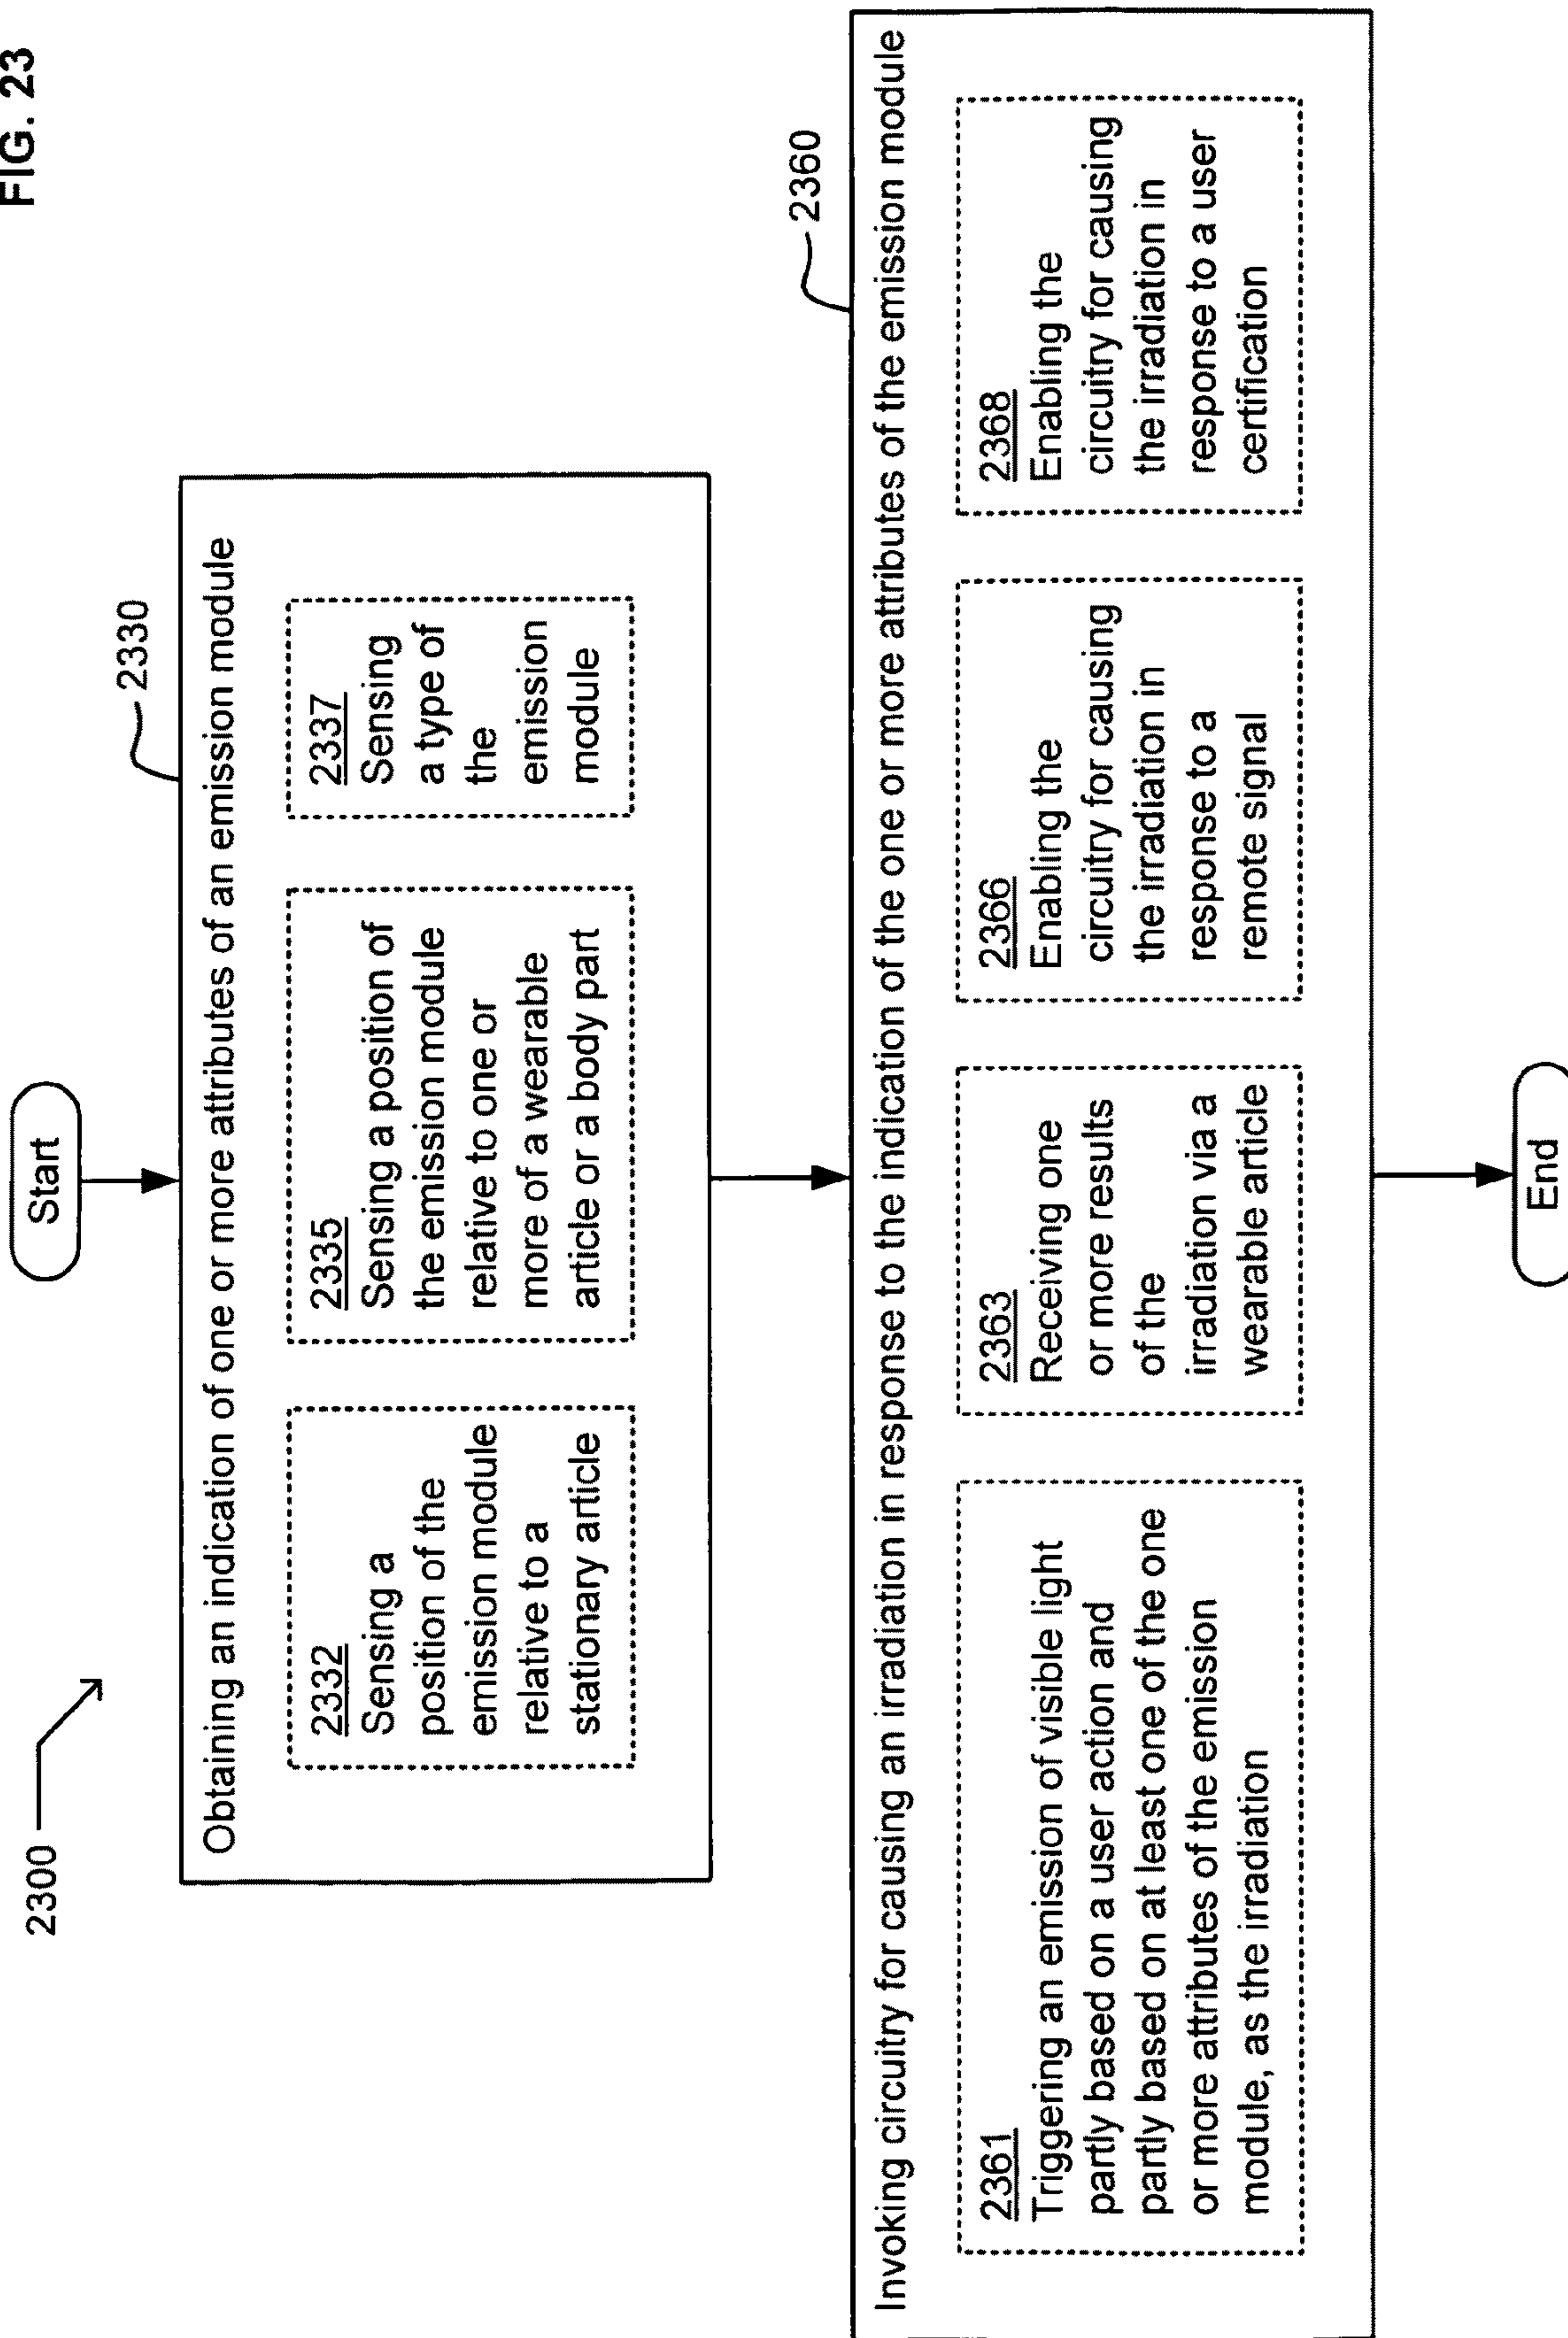 FIG. 23
2300
Start
2330
Obtaining an indication of one or more attributes of an emission module
2332
Sensing a
position of the
emission module
relative to a
stationary article
2335
Sensing a position of
the emission module
relative to one or
more of a wearable
article or a body part
2337
Sensing
a type of
the
emission
module
2360
Invoking circuitry for causing an irradiation in response to the indication of the one or more attributes of the emission module
2361
Triggering an emission of visible light
partly based on a user action and
partly based on at least one of the one
or more attributes of the emission
module, as the irradiation
2363
Receiving one
or more results
of the
irradiation via a
wearable article
2366
Enabling the
circuitry for causing
the irradiation in
response to a
remote signal
2368
Enabling the
circuitry for causing
the irradiation in
response to a user
certification
End